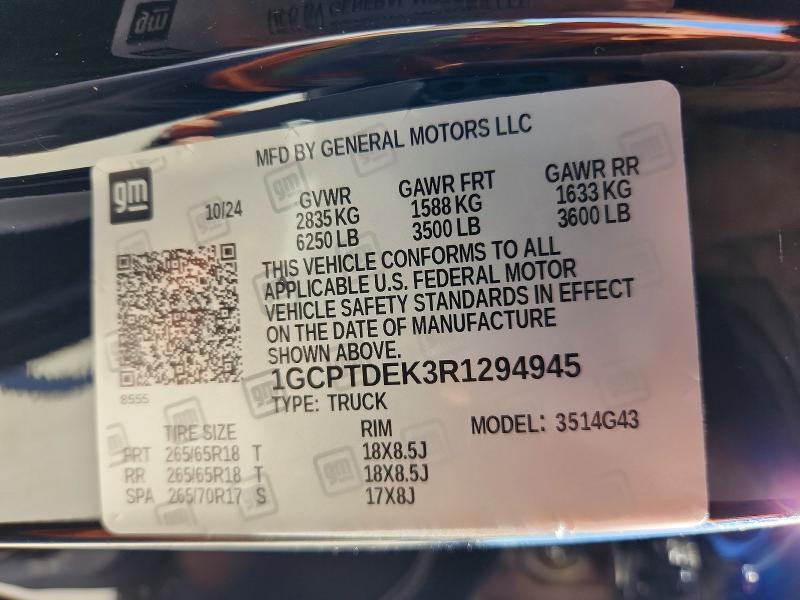 MFD BY GENERAL MOTORS LLC
gm
10/24
GVWR GAWR FRT GAWR RR
2835 KG 1588 KG 1633 KG
6250 LB 3500 LB 3600 LB
THIS VEHICLE CONFORMS TO ALL
APPLICABLE U.S. FEDERAL MOTOR
VEHICLE SAFETY STANDARDS IN EFFECT
ON THE DATE OF MANUFACTURE
SHOWN ABOVE.
8555
1GCPTDEK3R1294945
TYPE: TRUCK
MODEL: 3514G43
TIRE SIZE RIM
FRT 265/65R18 T 18X8.5J
RR 265/65R18 T 18X8.5J
SPA 265/70R17 S 17X8J